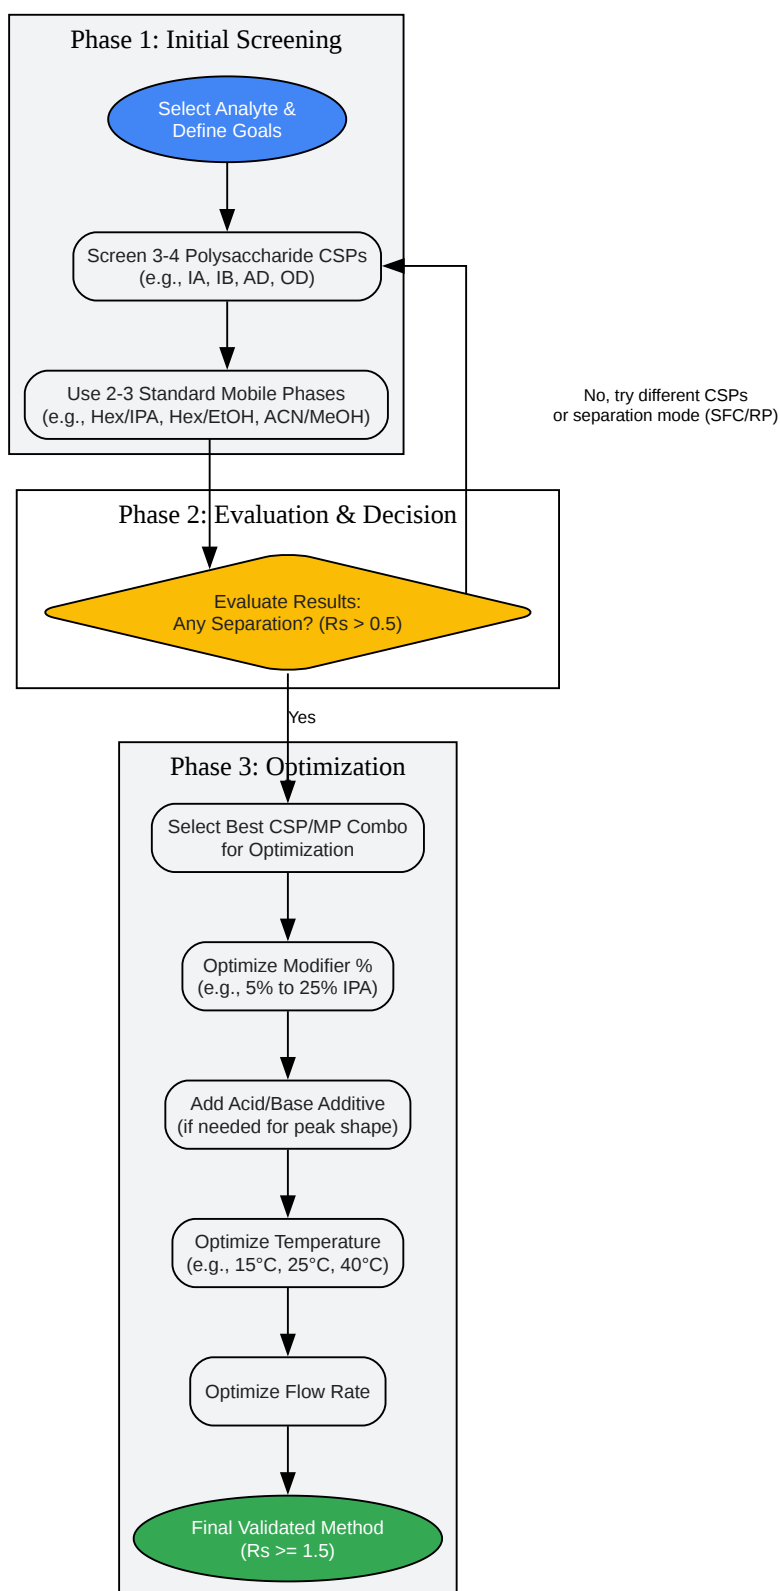 Phase 1: Initial Screening
Select Analyte &
Define Goals
Screen 3-4 Polysaccharide CSPs
(e.g., IA, IB, AD, OD)
Use 2-3 Standard Mobile Phases
(e.g., Hex/IPA, Hex/EtOH, ACN/MeOH)
No, try different CSPs
or separation mode (SFC/RP)
Phase 2: Evaluation & Decision
Evaluate Results:
Any Separation? (Rs > 0.5)
Yes
Phase 3: Optimization
Select Best CSP/MP Combo
for Optimization
Optimize Modifier %
(e.g., 5% to 25% IPA)
Add Acid/Base Additive
(if needed for peak shape)
Optimize Temperature
(e.g., 15°C, 25°C, 40°C)
Optimize Flow Rate
Final Validated Method
(Rs >= 1.5)